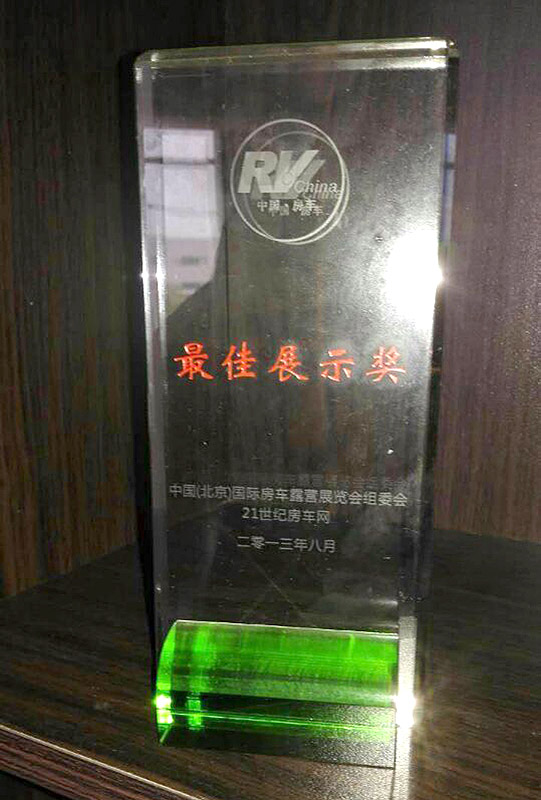 RV
China
中国·房车
最佳展示奖
中国(北京)国际房车露营展览会组委会
21世纪房车网
二零一三年八月